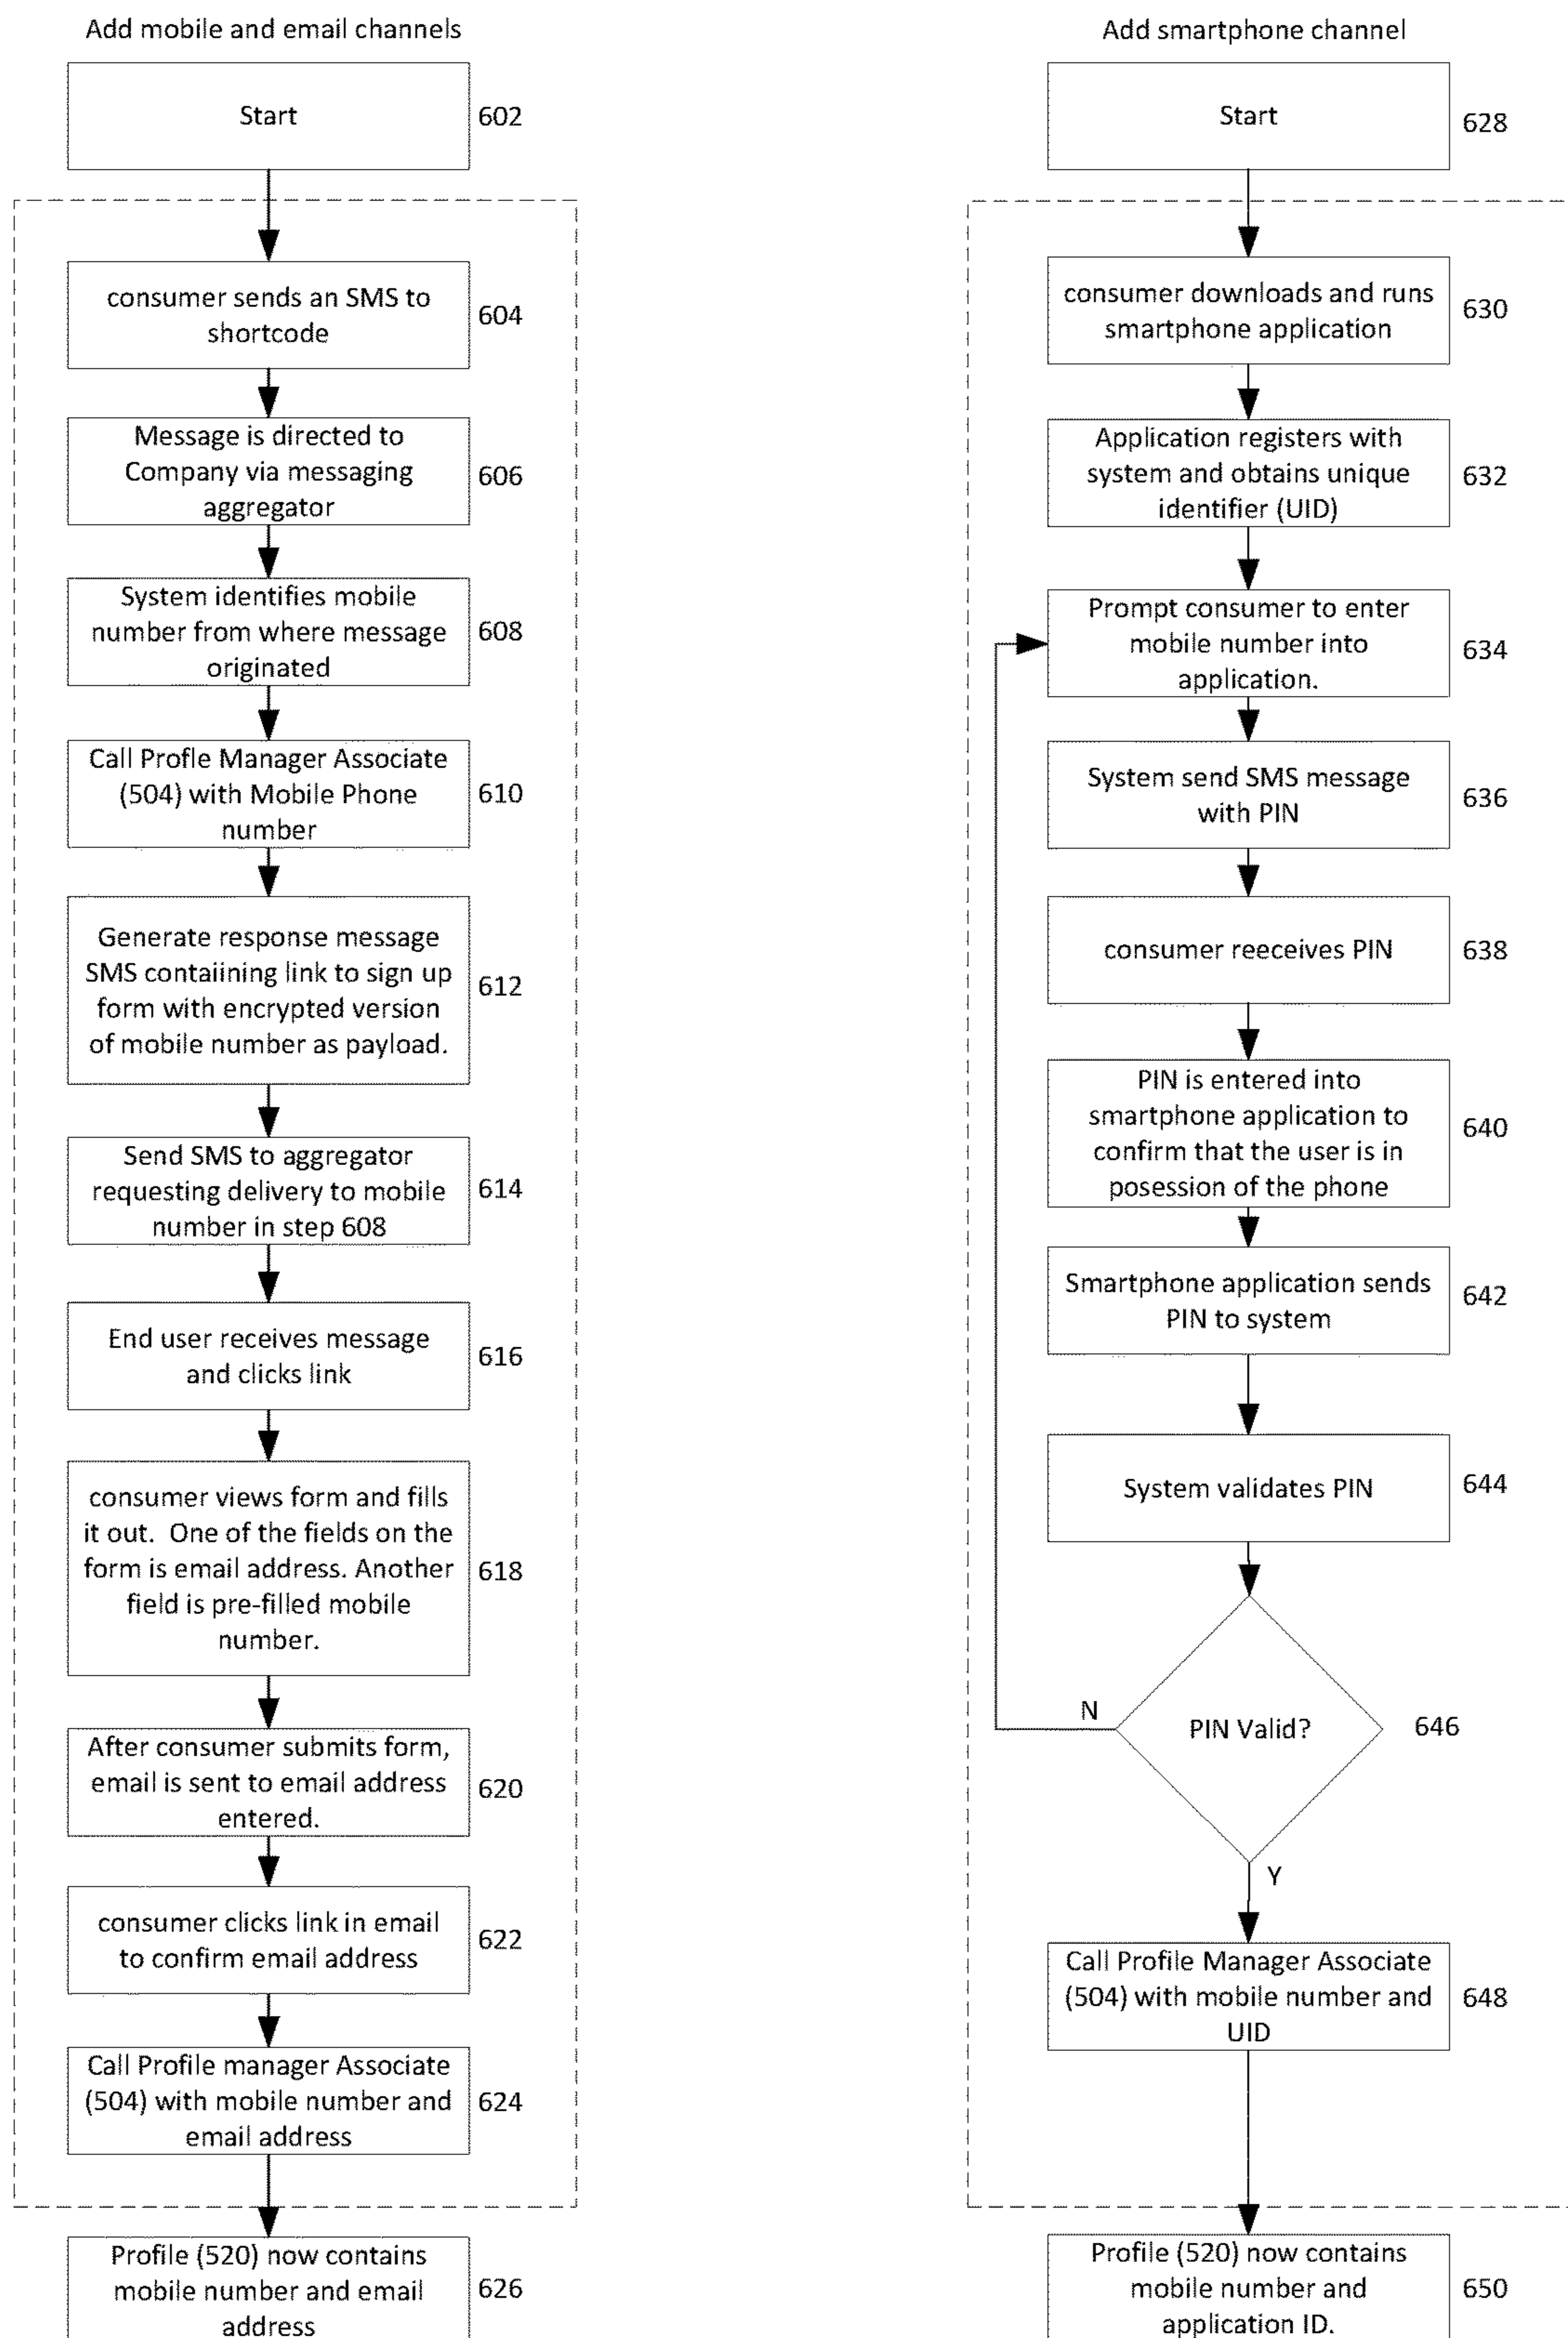 Add mobile and email channels
Start
602
consumer sends an SMS to
shortcode
604
Message is directed to
Company via messaging
aggregator
606
System identifies mobile
number from where message
originated
608
Call Profle Manager Associate
(504) with Mobile Phone
number
610
Generate response message
SMS contaiining link to sign up
form with encrypted version
of mobile number as payload.
612
Send SMS to aggregator
requesting delivery to mobile
number in step 608
614
End user receives message
and clicks link
616
consumer views form and fills
it out. One of the fields on the
form is email address. Another
field is pre-filled mobile
number.
618
After consumer submits form,
email is sent to email address
entered.
620
consumer clicks link in email
to confirm email address
622
Call Profile manager Associate
(504) with mobile number and
email address
624
Profile (520) now contains
mobile number and email
address
626
Add smartphone channel
Start
628
consumer downloads and runs
smartphone application
630
Application registers with
system and obtains unique
identifier (UID)
632
Prompt consumer to enter
mobile number into
application.
634
System send SMS message
with PIN
636
consumer reeceives PIN
638
PIN is entered into
smartphone application to
confirm that the user is in
posession of the phone
640
Smartphone application sends
PIN to system
642
System validates PIN
644
N
PIN Valid?
646
Y
Call Profile Manager Associate
(504) with mobile number and
UID
648
Profile (520) now contains
mobile number and
application ID.
650